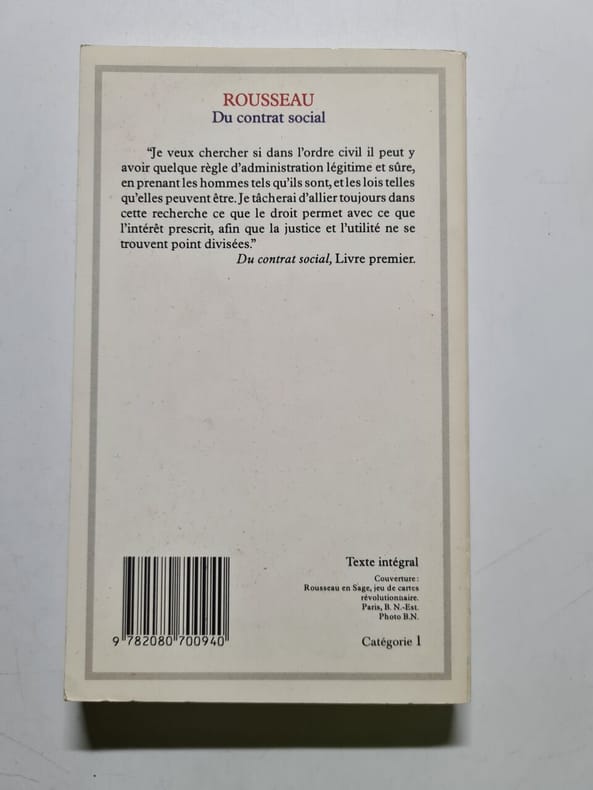 ROUSSEAU
Du contrat social
"Je veux chercher si dans l'ordre civil il peut y
avoir quelque règle d'administration légitime et sûre,
en prenant les hommes tels qu'ils sont, et les lois telles
qu'elles peuvent être. Je tâcherai d'allier toujours dans
cette recherche ce que le droit permet avec ce que
l'intérêt prescrit, afin que la justice et l'utilité ne se
trouvent point divisées."
Du contrat social, Livre premier.
Texte intégral
Couverture :
Rousseau en Sage, jeu de cartes
révolutionnaire.
Paris, B. N.-Est.
Photo B.N.
Catégorie 1
9 782080 700940